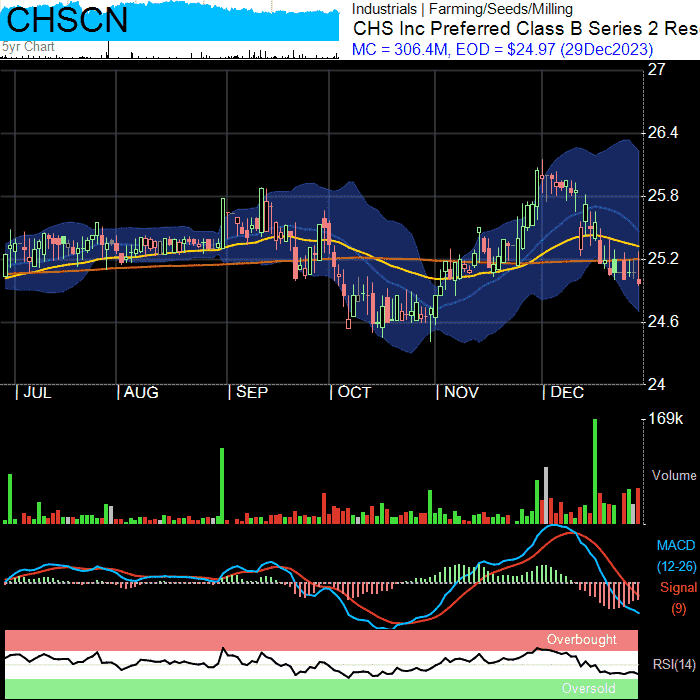 CHSCN
5yr Chart
Industrials | Farming/Seeds/Milling
CHS Inc Preferred Class B Series 2 Res
MC = 306.4M, EOD = $24.97 (29Dec2023)
27
26.4
25.8
25.2
24.6
24
| JUL | AUG | SEP | OCT | NOV | DEC
169k
Volume
MACD
(12-26)
Signal
(9)
Overbought
RSI(14)
Oversold